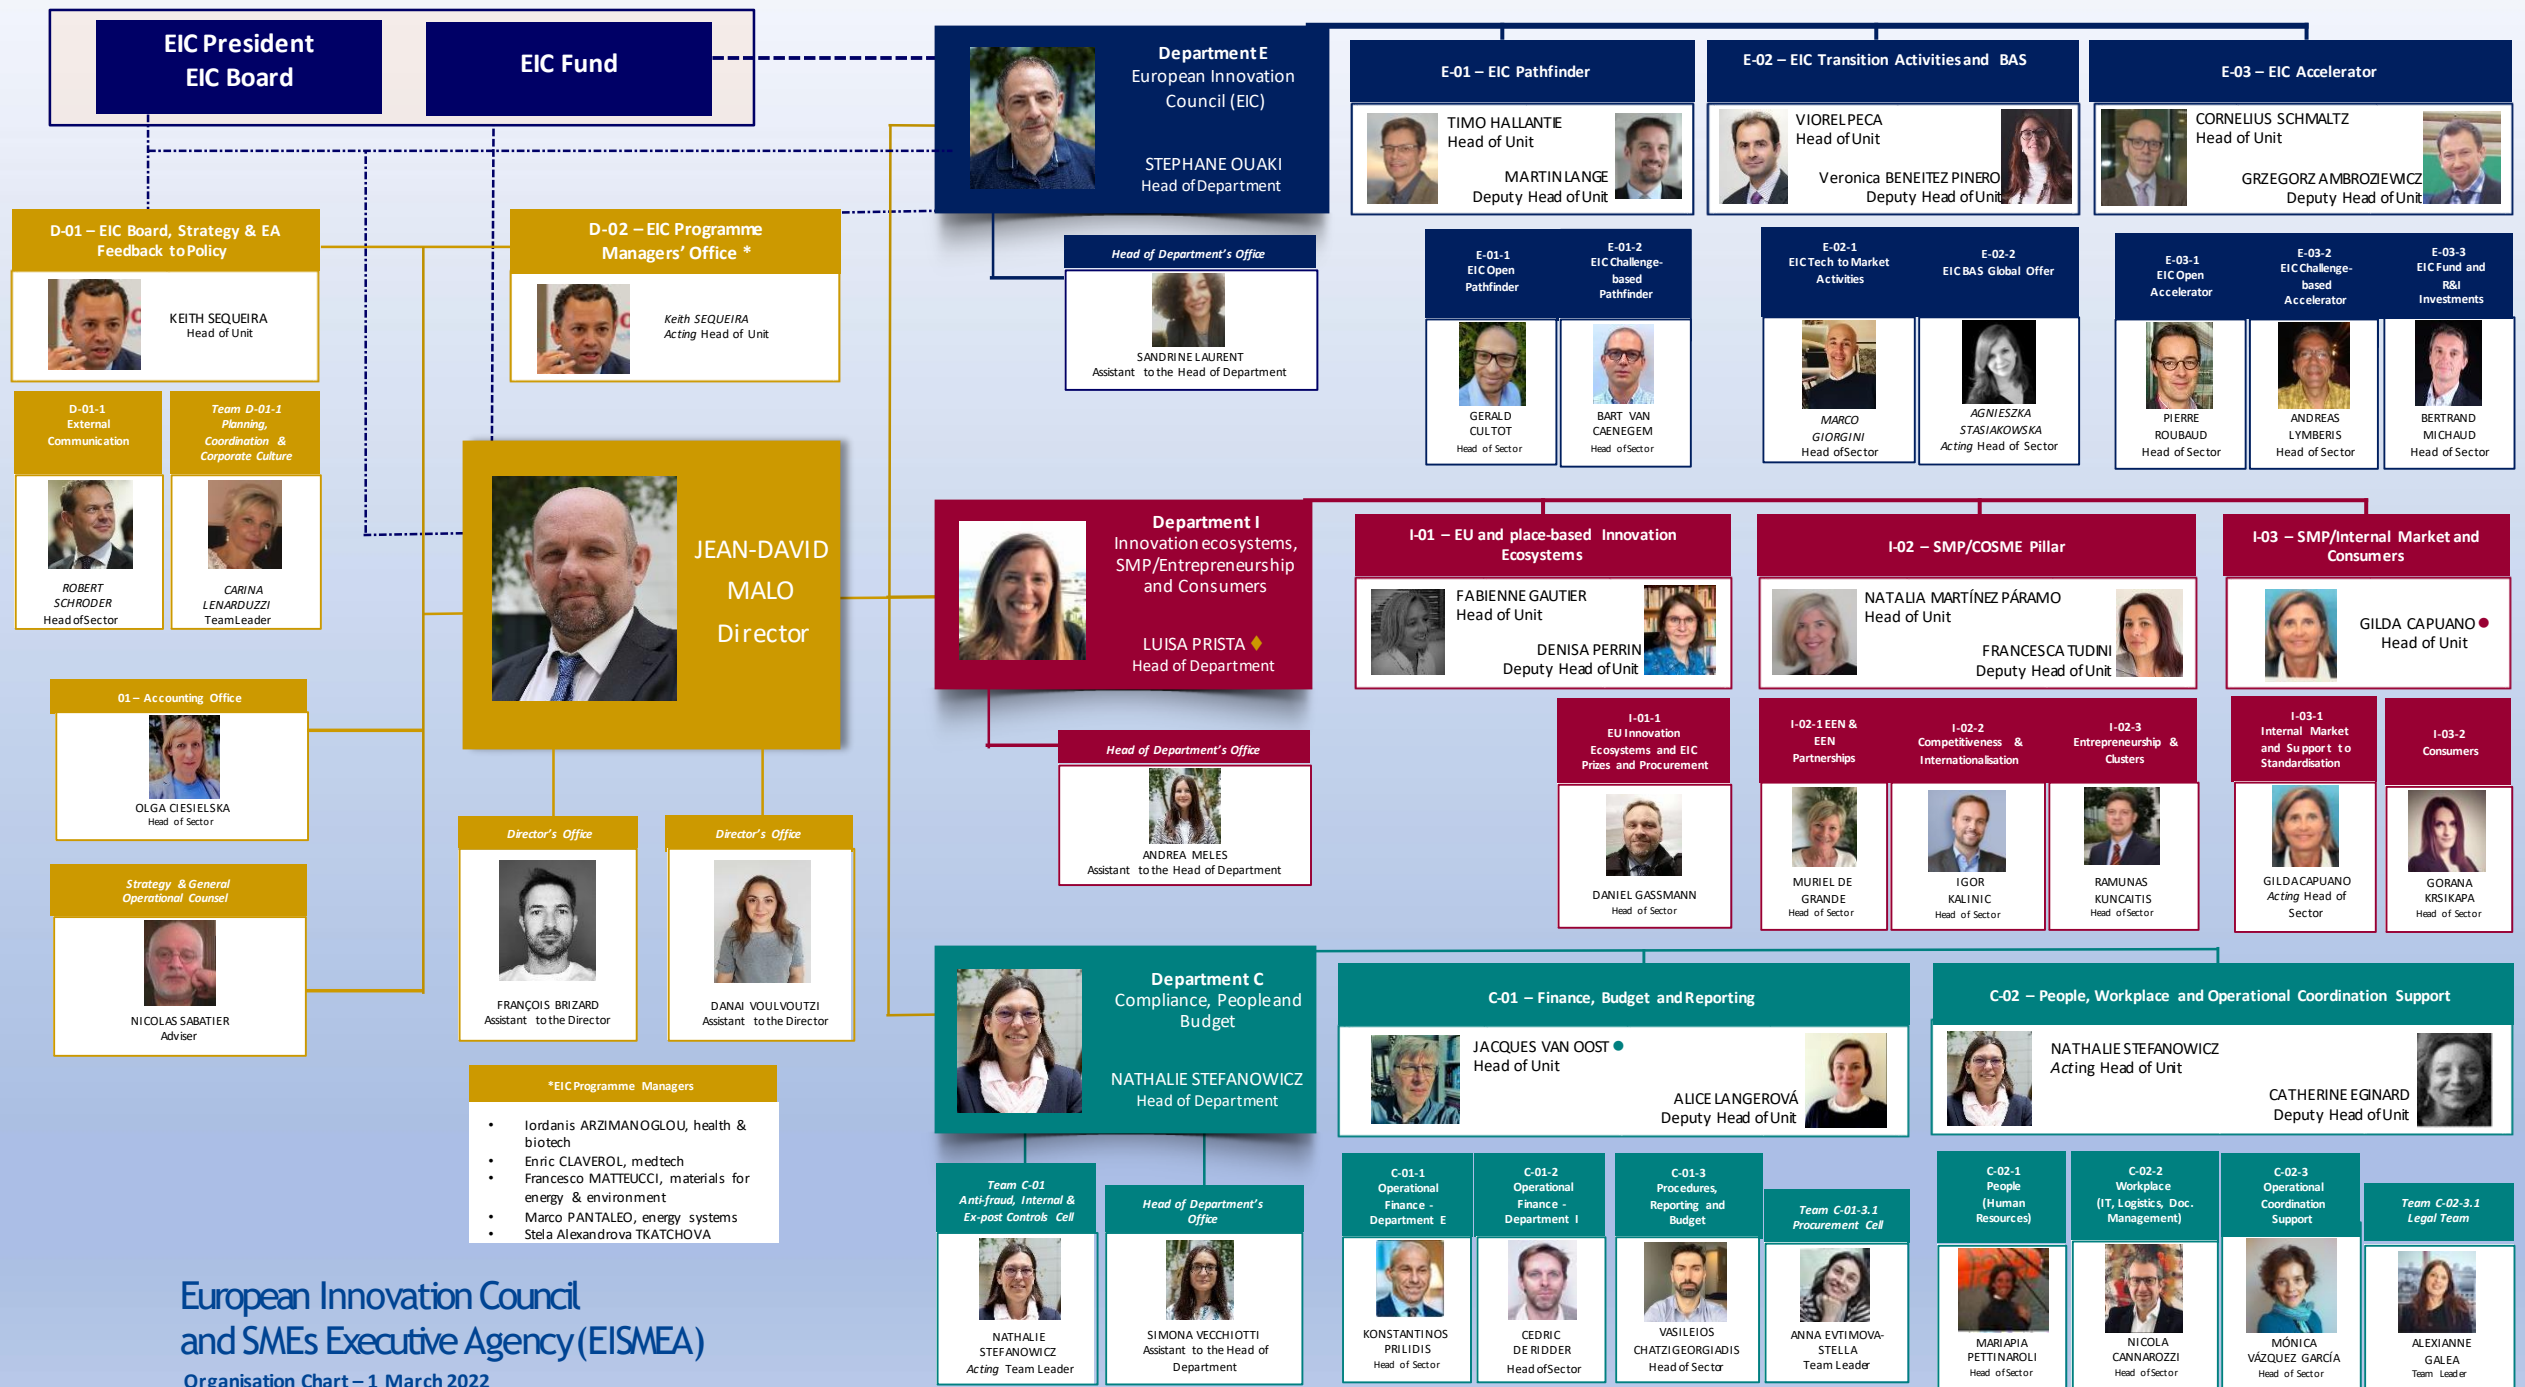 EIC President
EIC Board
EIC Fund
Department E
European Innovation
Council (EIC)
STEPHANE OUAKI
Head of Department
Head of Department's Office
SANDRINE LAURENT
Assistant to the Head of Department
E-01 – EIC Pathfinder
TIMO HALLANTIE
Head of Unit
MARTIN LANGE
Deputy Head of Unit
E-01-1
EIC Open
Pathfinder
GERALD
CULTOT
Head of Sector
E-01-2
EIC Challenge-
based
Pathfinder
BART VAN
CAENEGEM
Head of Sector
E-02 – EIC Transition Activities and BAS
VIOREL PECA
Head of Unit
Veronica BENEITEZ PINERO
Deputy Head of Unit
E-02-1
EIC Tech to Market
Activities
MARCO
GIORGINI
Head of Sector
E-02-2
EIC BAS Global Offer
AGNIESZKA
STASIAKOWSKA
Acting Head of Sector
E-03 – EIC Accelerator
CORNELIUS SCHMALTZ
Head of Unit
GRZEGORZ AMBROZIEWICZ
Deputy Head of Unit
E-03-1
EIC Open
Accelerator
PIERRE
ROUBAUD
Head of Sector
E-03-2
EIC Challenge-
based
Accelerator
ANDREAS
LYMBERIS
Head of Sector
E-03-3
EIC Fund and
R&I
Investments
BERTRAND
MICHAUD
Head of Sector
D-01 – EIC Board, Strategy & EA
Feedback to Policy
KEITH SEQUEIRA
Head of Unit
D-02 – EIC Programme
Managers' Office *
Keith SEQUEIRA
Acting Head of Unit
D-01-1
External
Communication
ROBERT
SCHRODER
Head of Sector
Team D-01-1
Planning,
Coordination &
Corporate Culture
CARINA
LENARDUZZI
Team Leader
JEAN-DAVID
MALO
Director
01 – Accounting Office
OLGA CIESIELSKA
Head of Sector
Strategy & General
Operational Counsel
NICOLAS SABATIER
Adviser
Director's Office
FRANÇOIS BRIZARD
Assistant to the Director
Director's Office
DANAI VOULVOUTZI
Assistant to the Director
*EIC Programme Managers
• Iordanis ARZIMANOGLOU, health &
biotech
• Enric CLAVEROL, medtech
• Francesco MATTEUCCI, materials for
energy & environment
• Marco PANTALEO, energy systems
• Stela Alexandrova TKATCHOVA
Department I
Innovation ecosystems,
SMP/Entrepreneurship
and Consumers
LUISA PRISTA
Head of Department
Head of Department's Office
ANDREA MELES
Assistant to the Head of Department
I-01 – EU and place-based Innovation
Ecosystems
FABIENNE GAUTIER
Head of Unit
DENISA PERRIN
Deputy Head of Unit
I-01-1
EU Innovation
Ecosystems and EIC
Prizes and Procurement
DANIEL GASSMANN
Head of Sector
I-02 – SMP/COSME Pillar
NATALIA MARTÍNEZ PÁRAMO
Head of Unit
FRANCESCA TUDINI
Deputy Head of Unit
I-02-1 EEN &
EEN
Partnerships
MURIEL DE
GRANDE
Head of Sector
I-02-2
Competitiveness &
Internationalisation
IGOR
KALINIC
Head of Sector
I-02-3
Entrepreneurship &
Clusters
RAMUNAS
KUNCAITIS
Head of Sector
I-03 – SMP/Internal Market and
Consumers
GILDA CAPUANO
Head of Unit
I-03-1
Internal Market
and Support to
Standardisation
GILDA CAPUANO
Acting Head of
Sector
I-03-2
Consumers
GORANA
KRSIKAPA
Head of Sector
Department C
Compliance, People and
Budget
NATHALIE STEFANOWICZ
Head of Department
Team C-01
Anti-fraud, Internal &
Ex-post Controls Cell
NATHALIE
STEFANOWICZ
Acting Team Leader
Head of Department's
Office
SIMONA VECCHIOTTI
Assistant to the Head of
Department
C-01 – Finance, Budget and Reporting
JACQUES VAN OOST
Head of Unit
ALICE LANGEROVÁ
Deputy Head of Unit
C-01-1
Operational
Finance -
Department E
KONSTANTINOS
PRILIDIS
Head of Sector
C-01-2
Operational
Finance -
Department I
CEDRIC
DE RIDDER
Head of Sector
C-01-3
Procedures,
Reporting and
Budget
VASILEIOS
CHATZIGEORGIADIS
Head of Sector
Team C-01-3.1
Procurement Cell
ANNA EVTIMOVA-
STELLA
Team Leader
C-02 – People, Workplace and Operational Coordination Support
NATHALIE STEFANOWICZ
Acting Head of Unit
CATHERINE EGINARD
Deputy Head of Unit
C-02-1
People
(Human
Resources)
MARIAPIA
PETTINAROLI
Head of Sector
C-02-2
Workplace
(IT, Logistics, Doc.
Management)
NICOLA
CANNAROZZI
Head of Sector
C-02-3
Operational
Coordination
Support
MÓNICA
VÁZQUEZ GARCÍA
Head of Sector
Team C-02-3.1
Legal Team
ALEXIANNE
GALEA
Team Leader
European Innovation Council
and SMEs Executive Agency (EISMEA)
Organisation Chart – 1 March 2022